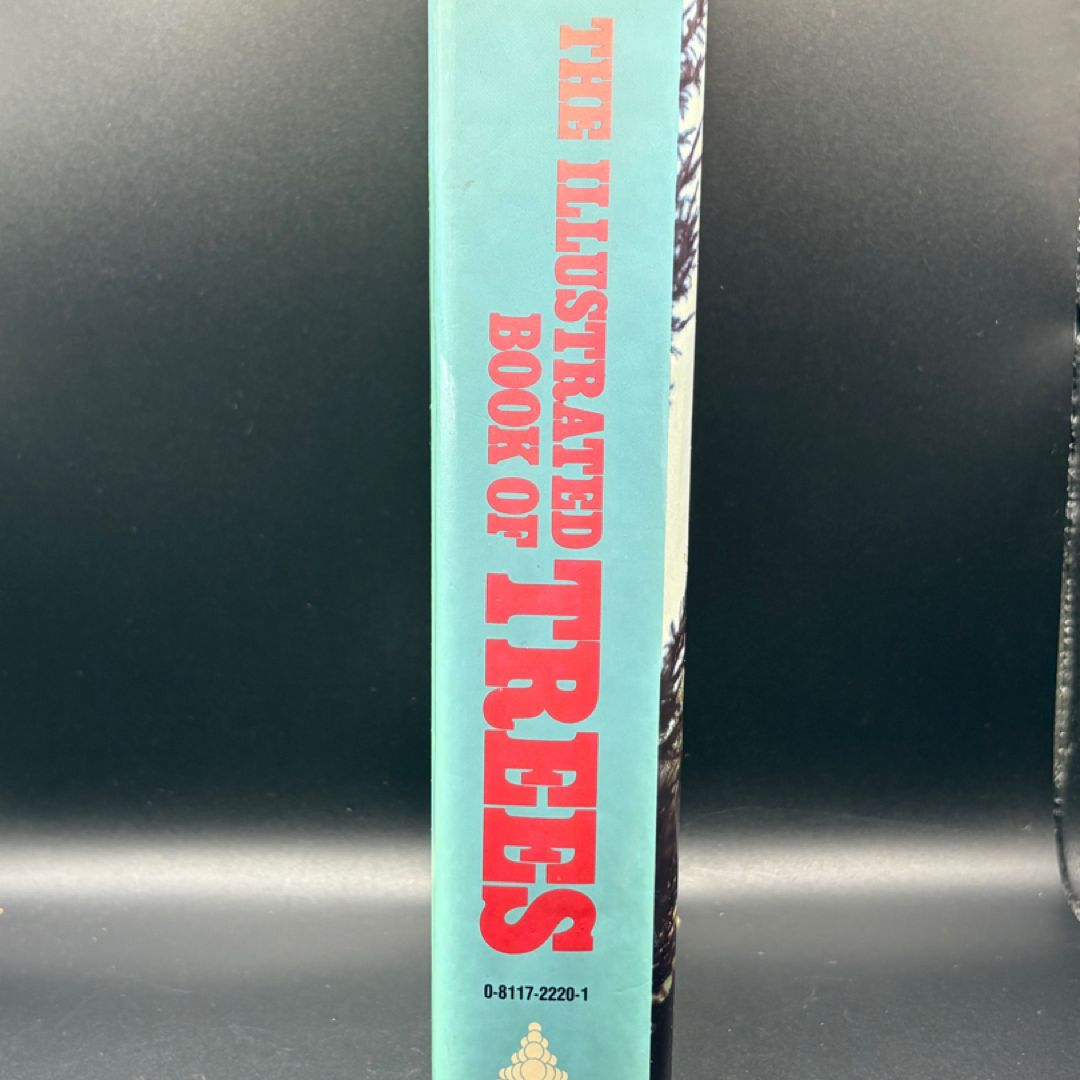 THE ILLUSTRATED
BOOK OF
TREES
0-8117-2220-1